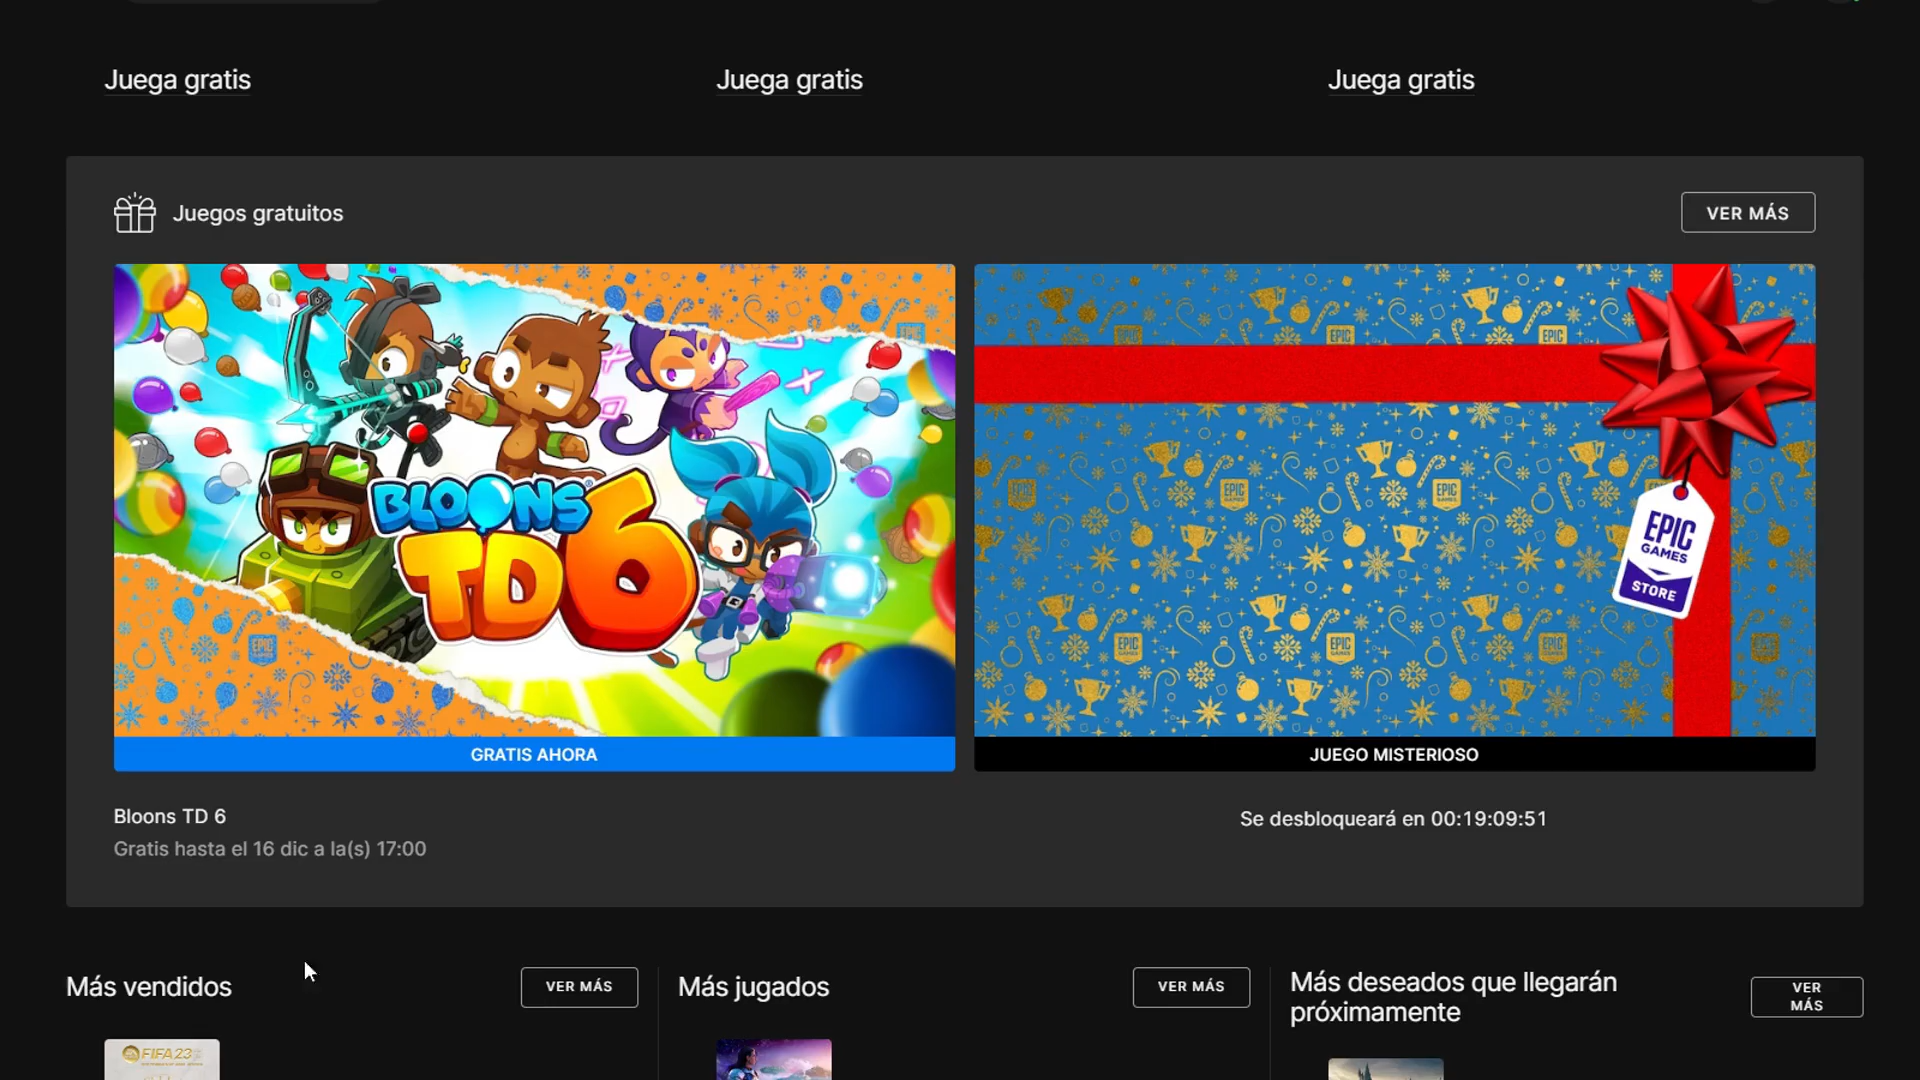 Juega gratis
Juega gratis
Juega gratis
Juegos gratuitos
VER MÁS
BLOONS
TD6
EPIC
GAMES
STORE
GRATIS AHORA
JUEGO MISTERIOSO
Bloons TD 6
Gratis hasta el 16 dic a la(s) 17:00
Se desbloqueará en 00:19:09:51
Más vendidos
VER MÁS
Más jugados
VER MÁS
Más deseados que llegarán
próximamente
VER
MÁS
FIFA 23